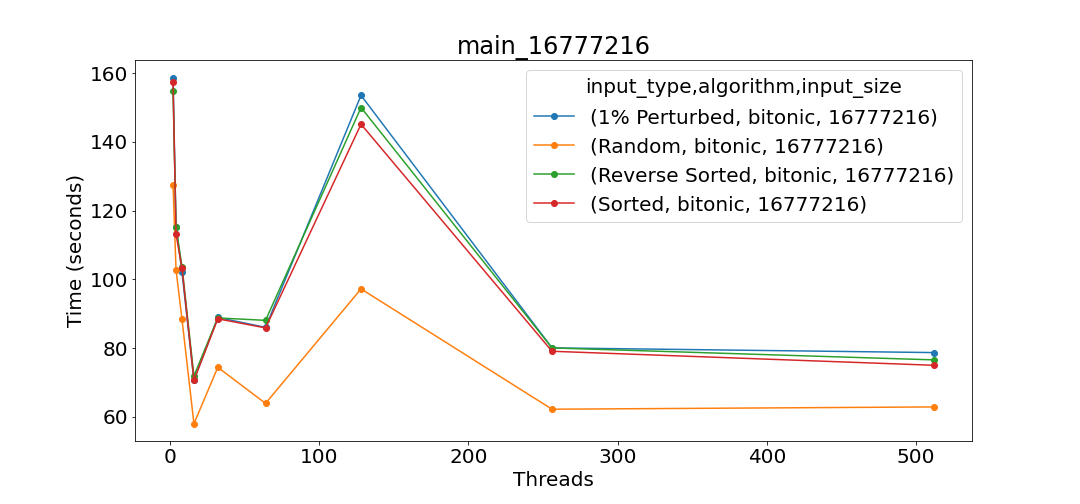 main_16777216
160
140
120
100
80
60
Time (seconds)
input_type,algorithm,input_size
(1% Perturbed, bitonic, 16777216)
(Random, bitonic, 16777216)
(Reverse Sorted, bitonic, 16777216)
(Sorted, bitonic, 16777216)
0 100 200 300 400 500
Threads